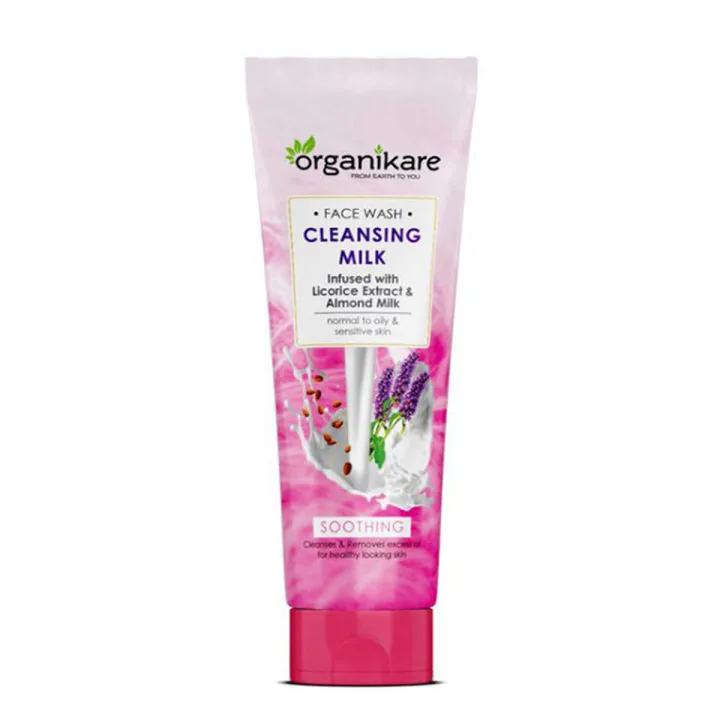 organikare
FROM EARTH TO YOU
• FACE WASH •
CLEANSING
MILK
Infused with
Licorice Extract &
Almond Milk
normal to oily &
sensitive skin
SOOTHING
Cleanses & Removes excess oil
for healthy looking skin